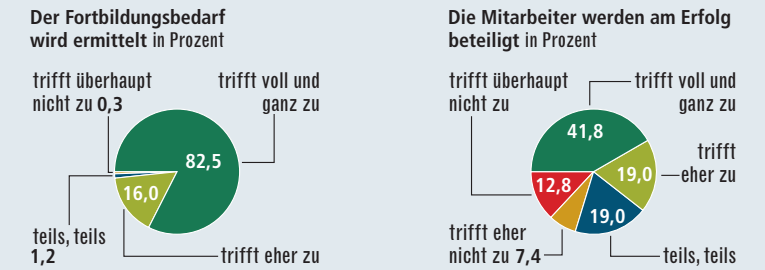 Der Fortbildungsbedarf
wird ermittelt in Prozent
trifft überhaupt
nicht zu 0,3
trifft voll und
ganz zu
82,5
16,0
teils, teils
1,2
trifft eher zu
Die Mitarbeiter werden am Erfolg
beteiligt in Prozent
trifft überhaupt
nicht zu
trifft voll und
ganz zu
41,8
trifft
eher zu
19,0
12,8
19,0
trifft eher
nicht zu 7,4
teils, teils